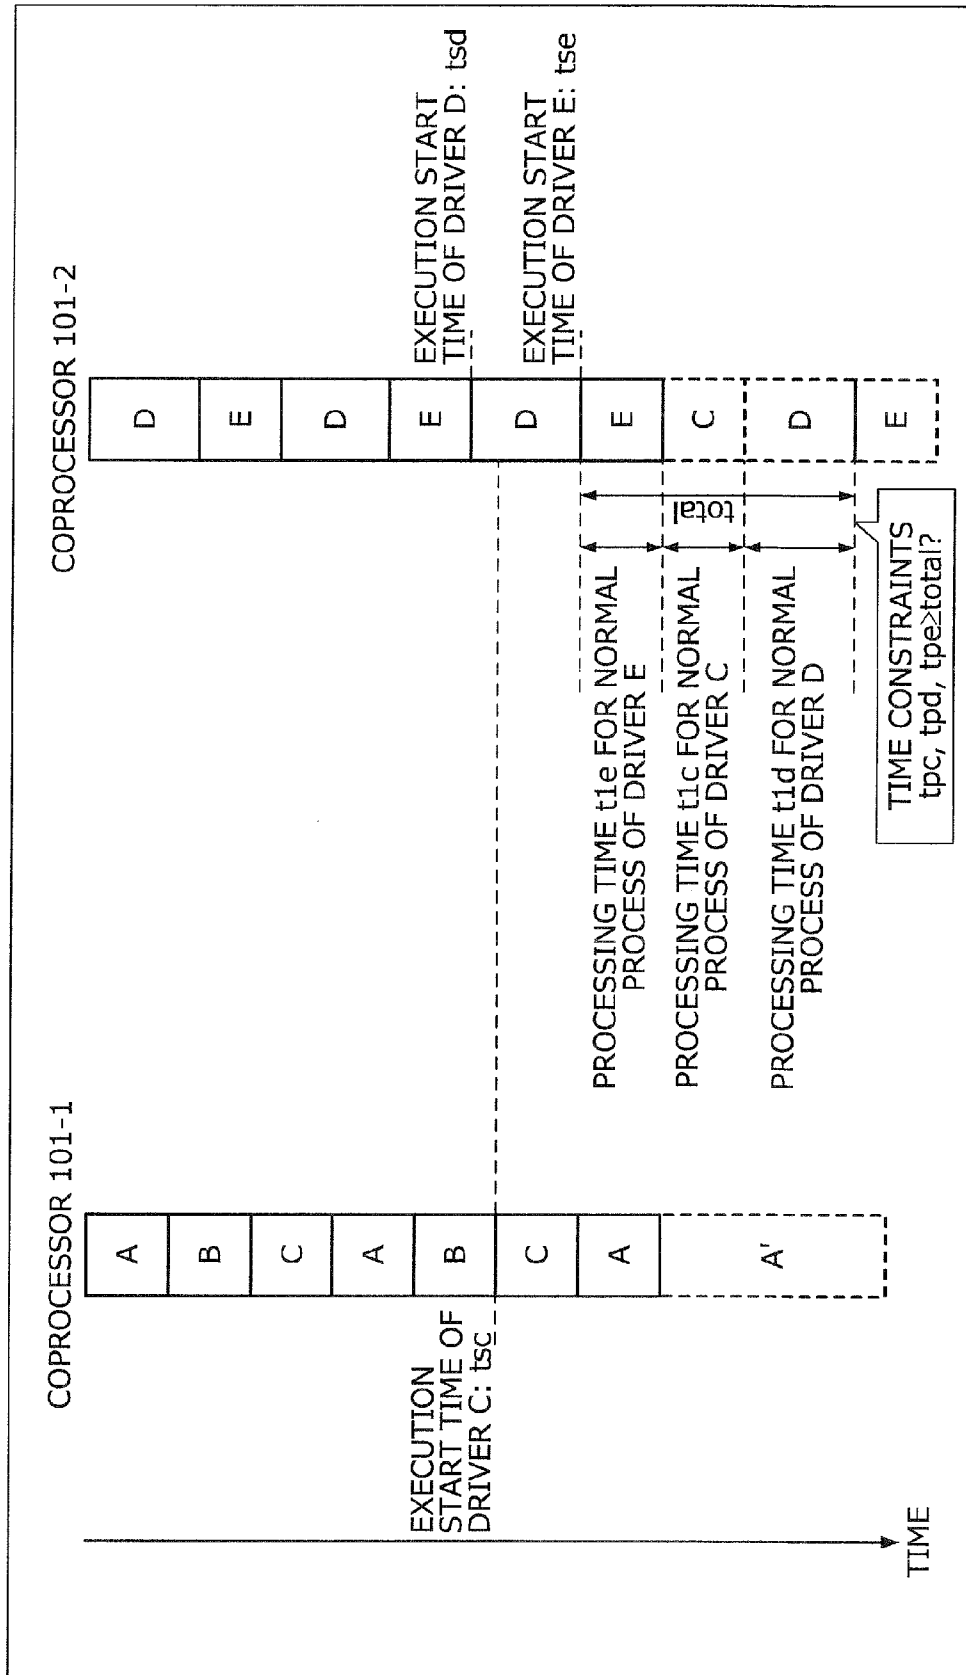 COPROCESSOR 101-1
COPROCESSOR 101-2
A
B
C
A
B
C
A
A'
EXECUTION
START TIME OF
DRIVER C: tsc
D
E
D
E
D
E
C
D
E
EXECUTION START
TIME OF DRIVER D: tsd
EXECUTION START
TIME OF DRIVER E: tse
total
PROCESSING TIME t1e FOR NORMAL
PROCESS OF DRIVER E
PROCESSING TIME t1c FOR NORMAL
PROCESS OF DRIVER C
PROCESSING TIME t1d FOR NORMAL
PROCESS OF DRIVER D
TIME CONSTRAINTS
tpc, tpd, tpe≥total?
TIME